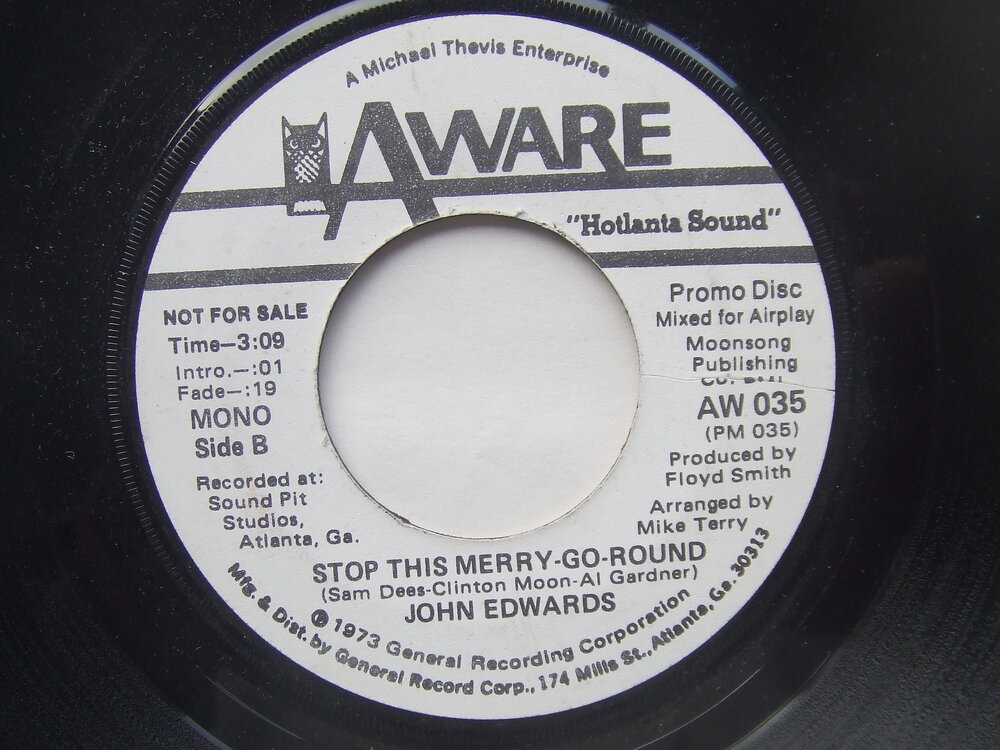 A Michael Thevis Enterprise
AWARE
"Hotlanta Sound"
NOT FOR SALE
Time—3:09
Intro.—:01
Fade—:19
MONO
Side B
Recorded at:
Sound Pit
Studios,
Atlanta, Ga.
Promo Disc
Mixed for Airplay
Moonsong
Publishing
AW 035
(PM 035)
Produced by
Floyd Smith
Arranged by
Mike Terry
STOP THIS MERRY-GO-ROUND
(Sam Dees-Clinton Moon-Al Gardner)
JOHN EDWARDS
℗ 1973 General Recording Corporation
Mfg. & Dist. by General Record Corp., 174 Mills St., Atlanta, Ga. 30313